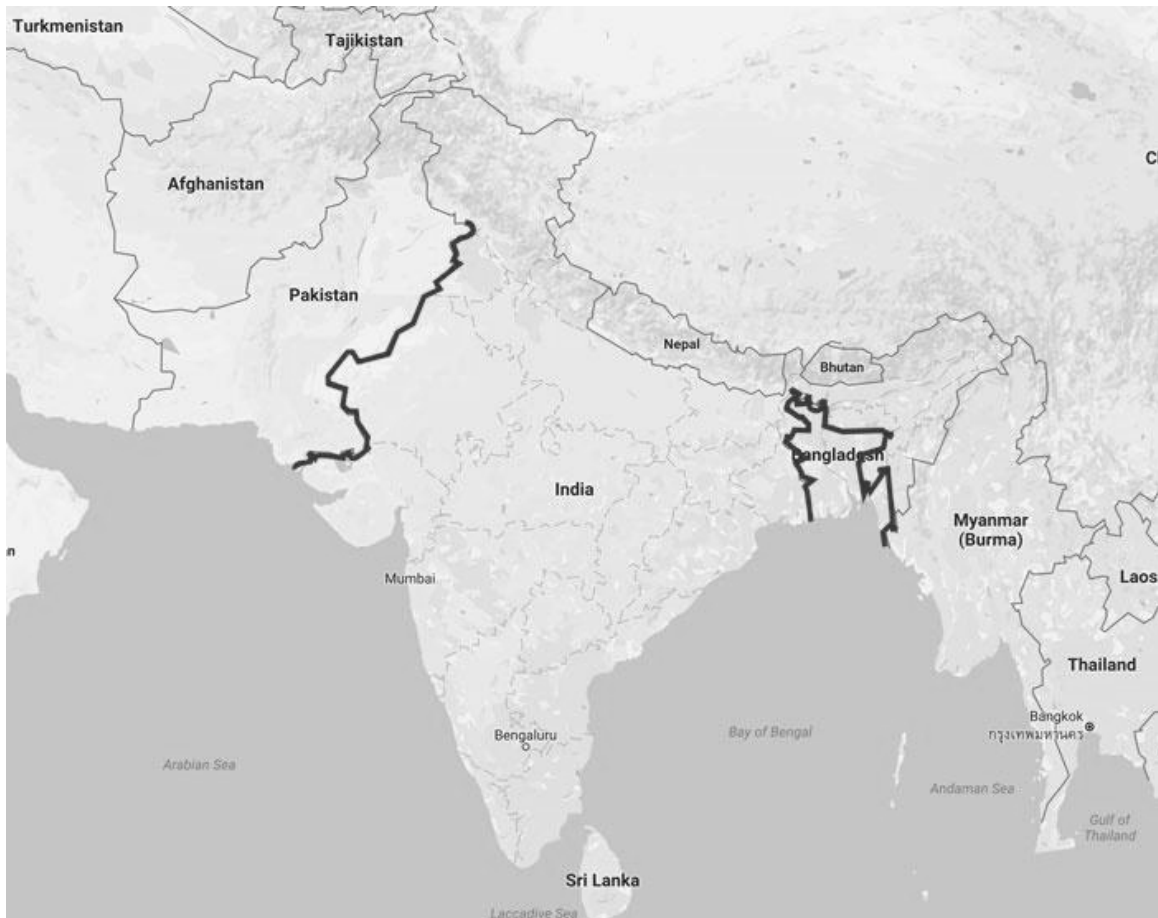 Turkmenistan
Tajikistan
Cl
Afghanistan
Pakistan
Nepal
Bhutan
Bangladesh
India
Myanmar
(Burma)
n
Laos
Mumbai
Thailand
Bangkok
กรุงเทพมหานคร
Bengaluru
Bay of Bengal
Arabian Sea
Andaman Sea
Gulf of
Thailand
Sri Lanka
Laccadive Sea